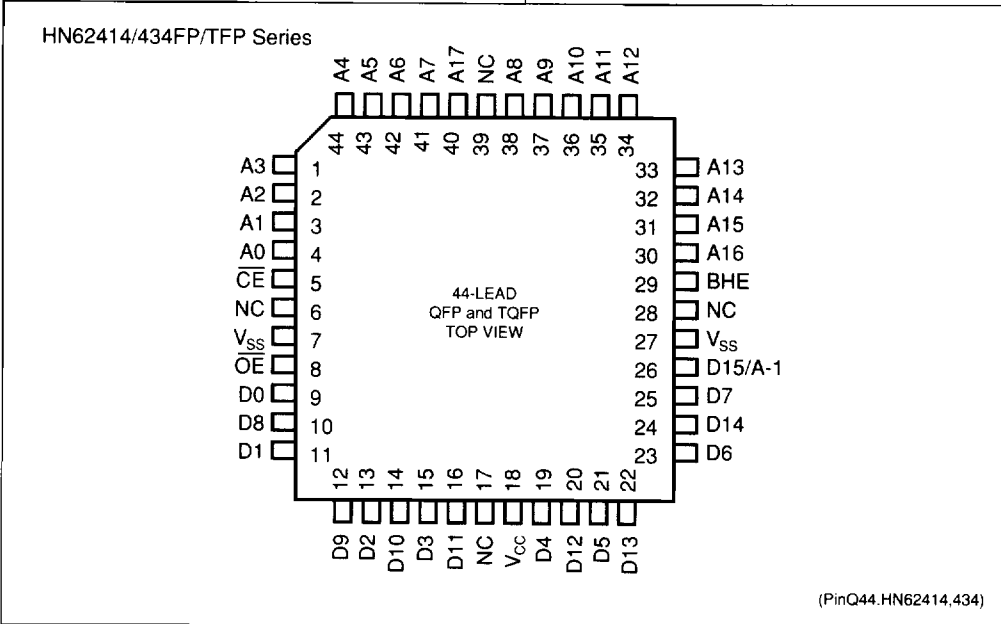 HN62414/434FP/TFP Series
A4 A5 A6 A7 A17 NC A8 A9 A10 A11 A12
44 43 42 41 40 39 38 37 36 35 34
A3 1 33 A13
A2 2 32 A14
A1 3 31 A15
A0 4 30 A16
C̅E̅ 5 29 BHE
NC 6 28 NC
VSS 7 27 VSS
O̅E̅ 8 26 D15/A-1
D0 9 25 D7
D8 10 24 D14
D1 11 23 D6
44-LEAD
QFP and TQFP
TOP VIEW
12 13 14 15 16 17 18 19 20 21 22
D9 D2 D10 D3 D11 NC VCC D4 D12 D5 D13
(PinQ44.HN62414,434)